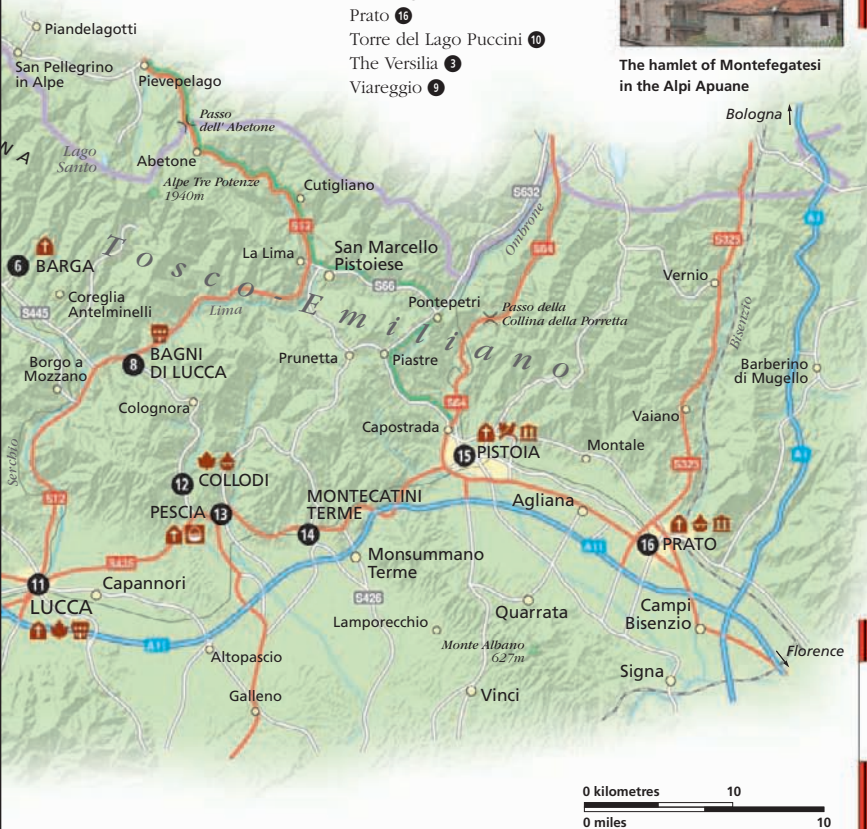 Prato 16
Torre del Lago Puccini 10
The Versilia 3
Viareggio 9
The hamlet of Montefegatesi
in the Alpi Apuane
Piandelagotti
San Pellegrino
in Alpe
Pievepelago
Bologna
Passo
dell' Abetone
N A
Lago
Santo
Abetone
Alpe Tre Potenze
1940m
Cutigliano
S632
A1
Ombrone
S12
S64
S325
6 BARGA
La Lima
San Marcello
Pistoiese
Vernio
S66
Coreglia
Antelminelli
Tosco-Emiliano
Pontepetri
Lima
Passo della
Collina della Porretta
S445
Bisenzio
Borgo a
Mozzano
8 BAGNI
DI LUCCA
Prunetta
Piastre
Barberino
di Mugello
Colognora
S64
Vaiano
Capostrada
Serchio
15 PISTOIA
Montale
A1
S325
12 COLLODI
S12
MONTECATINI
TERME
Agliana
PESCIA 13
14
A11
16 PRATO
Monsummano
Terme
S435
11
LUCCA
Capannori
S426
Quarrata
Campi
Bisenzio
Lamporecchio
A11
Monte Albano
627m
Florence
Altopascio
Signa
Galleno
Vinci
0 kilometres 10
0 miles 10